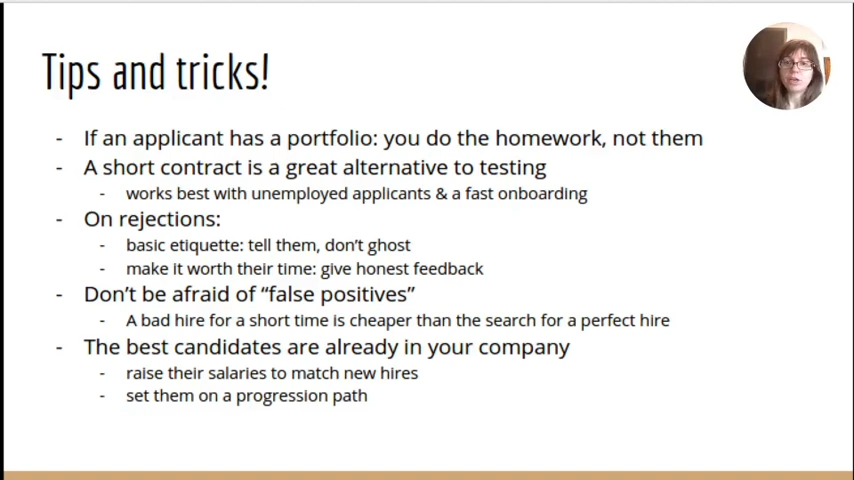 Tips and tricks!
- If an applicant has a portfolio: you do the homework, not them
- A short contract is a great alternative to testing
- works best with unemployed applicants & a fast onboarding
- On rejections:
- basic etiquette: tell them, don't ghost
- make it worth their time: give honest feedback
- Don't be afraid of “false positives”
- A bad hire for a short time is cheaper than the search for a perfect hire
- The best candidates are already in your company
- raise their salaries to match new hires
- set them on a progression path